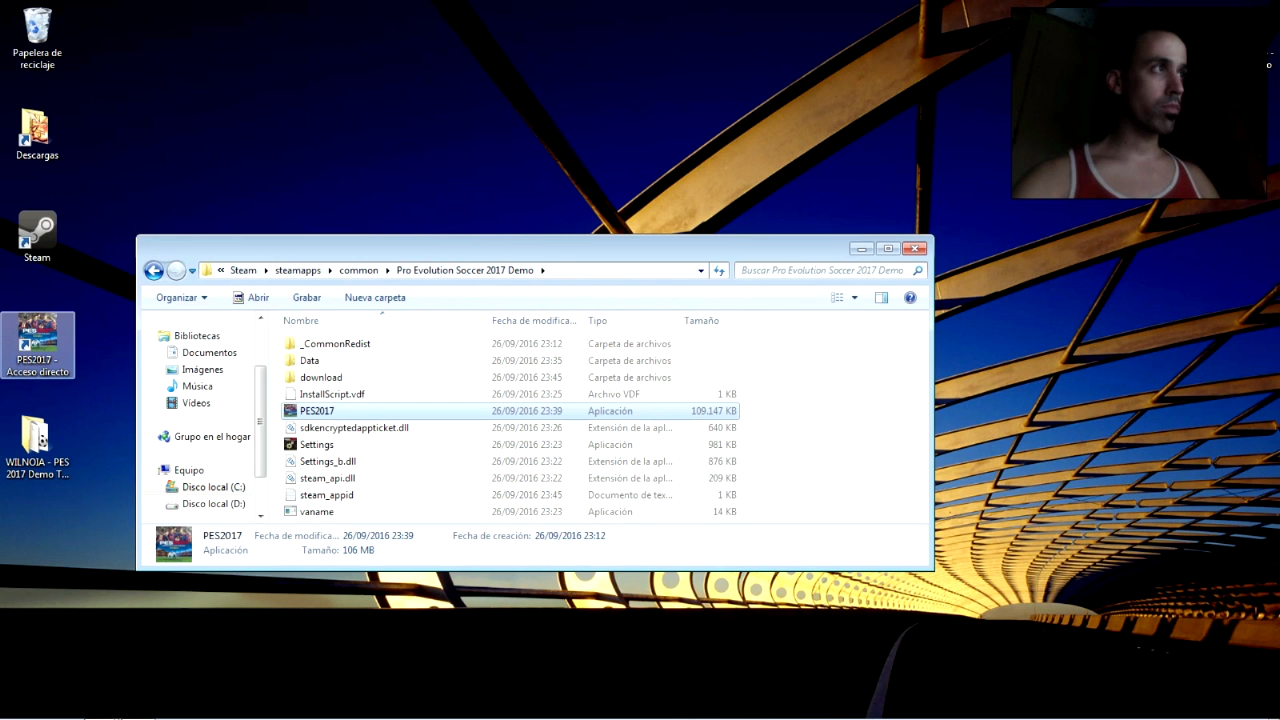 Papelera de
reciclaje
Descargas
Steam
PES2017 -
Acceso directo
WILNOIA - PES
2017 Demo T...
« Steam steamapps common Pro Evolution Soccer 2017 Demo
Buscar Pro Evolution Soccer 2017 Demo
Organizar Abrir Grabar Nueva carpeta
Nombre Fecha de modifica... Tipo Tamaño
Bibliotecas
Documentos
Imágenes
Música
Vídeos
Grupo en el hogar
Equipo
Disco local (C:)
Disco local (D:)
_CommonRedist 26/09/2016 23:12 Carpeta de archivos
Data 26/09/2016 23:35 Carpeta de archivos
download 26/09/2016 23:45 Carpeta de archivos
InstallScript.vdf 26/09/2016 23:25 Archivo VDF 1 KB
PES2017 26/09/2016 23:39 Aplicación 109.147 KB
sdkencryptedappticket.dll 26/09/2016 23:26 Extensión de la apl... 640 KB
Settings 26/09/2016 23:23 Aplicación 981 KB
Settings_b.dll 26/09/2016 23:22 Extensión de la apl... 876 KB
steam_api.dll 26/09/2016 23:22 Extensión de la apl... 209 KB
steam_appid 26/09/2016 23:45 Documento de tex... 1 KB
vaname 26/09/2016 23:23 Aplicación 14 KB
PES2017 Fecha de modifica... 26/09/2016 23:39 Fecha de creación: 26/09/2016 23:12
Aplicación Tamaño: 106 MB